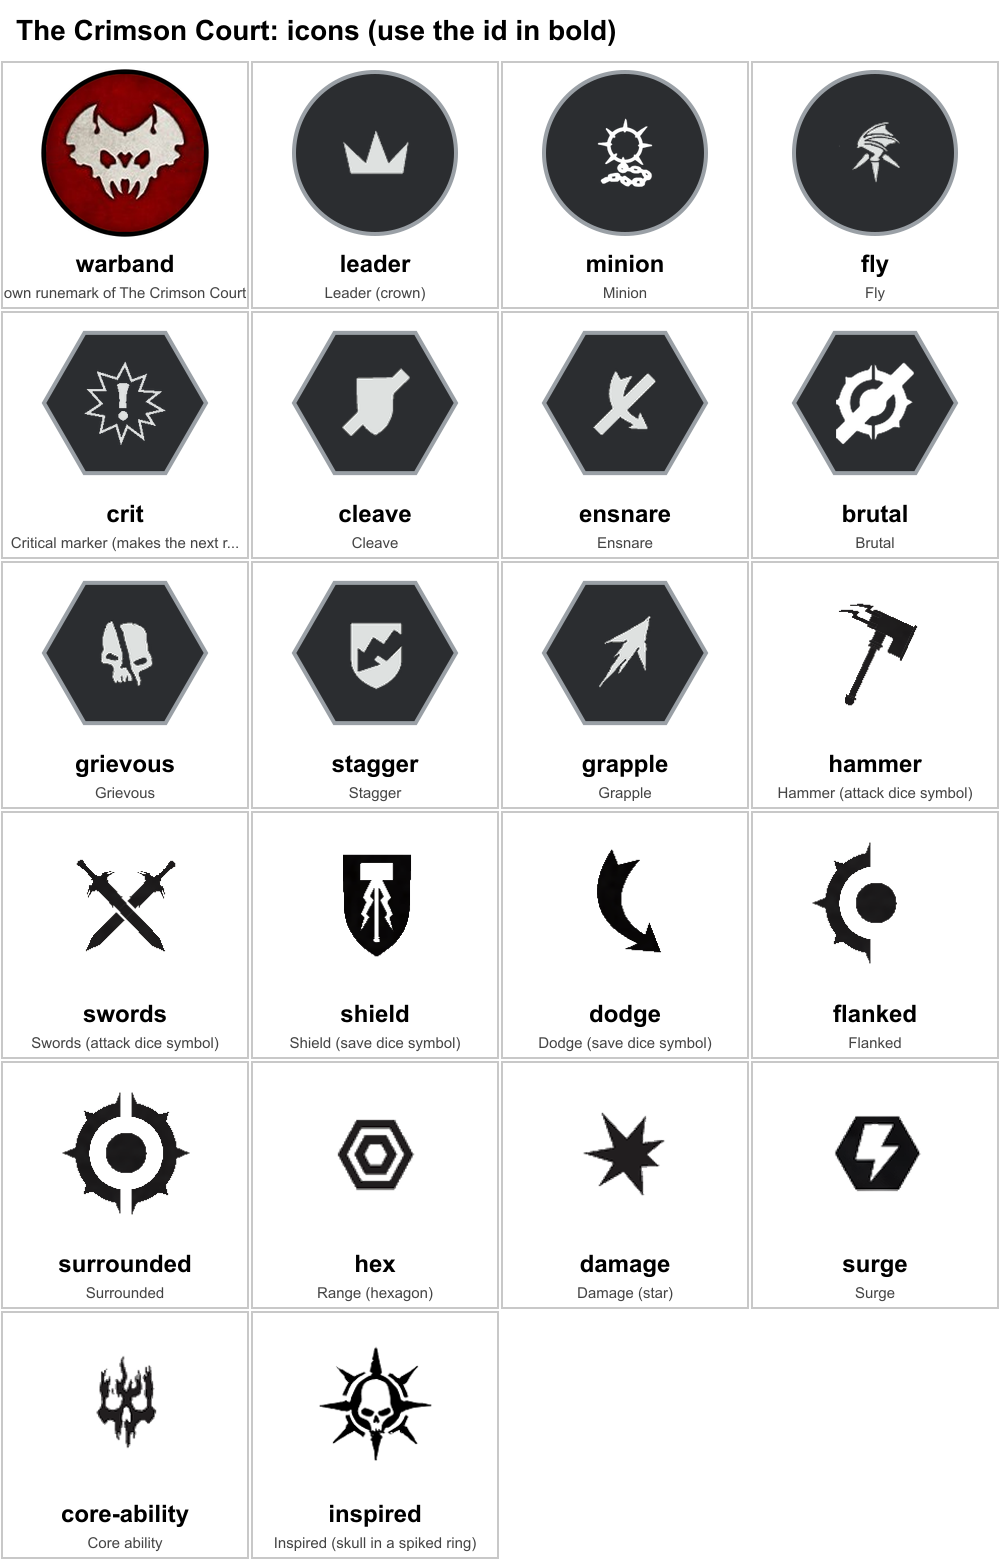 The Crimson Court: icons (use the id in bold)
warband
own runemark of The Crimson Court
leader
Leader (crown)
minion
Minion
fly
Fly
crit
Critical marker (makes the next r...
cleave
Cleave
ensnare
Ensnare
brutal
Brutal
grievous
Grievous
stagger
Stagger
grapple
Grapple
hammer
Hammer (attack dice symbol)
swords
Swords (attack dice symbol)
shield
Shield (save dice symbol)
dodge
Dodge (save dice symbol)
flanked
Flanked
surrounded
Surrounded
hex
Range (hexagon)
damage
Damage (star)
surge
Surge
core-ability
Core ability
inspired
Inspired (skull in a spiked ring)